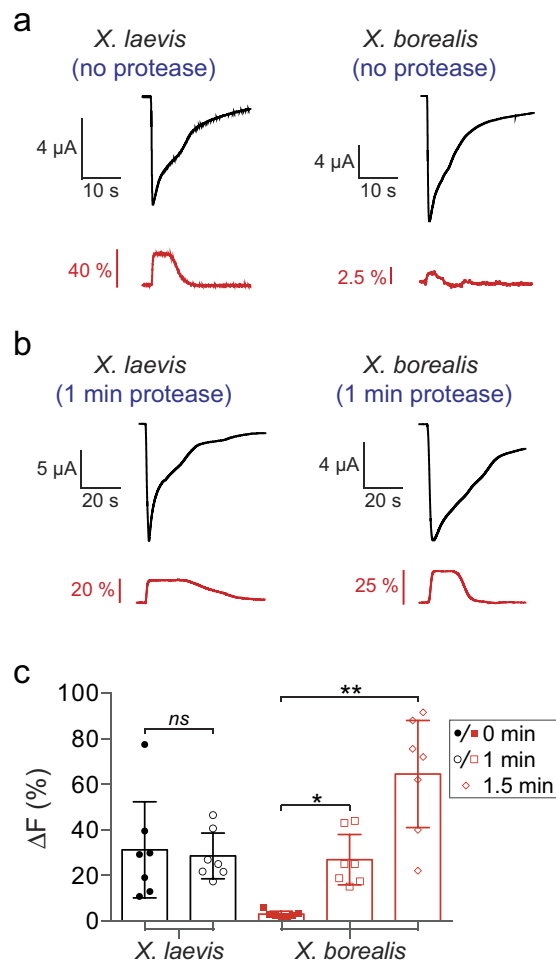 a
X. laevis
(no protease)
X. borealis
(no protease)
4 µA
10 s
4 µA
10 s
40 %
2.5 %
b
X. laevis
(1 min protease)
X. borealis
(1 min protease)
5 µA
20 s
4 µA
20 s
20 %
25 %
c
ΔF (%)
100
80
60
40
20
0
ns
*
**
●/■ 0 min
○/□ 1 min
◇ 1.5 min
X. laevis
X. borealis